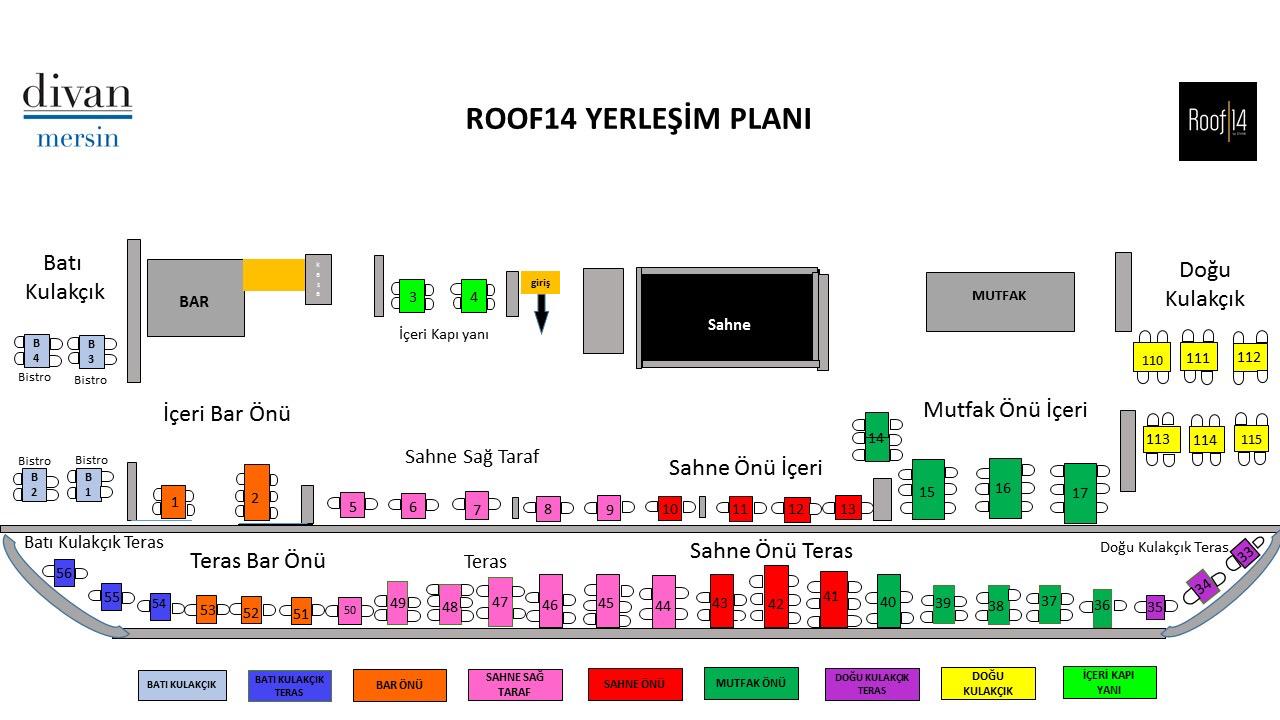 divan
mersin
ROOF14 YERLEŞİM PLANI
Roof|14
Batı
Kulakçık
BAR
kasa
3
4
giriş
İçeri Kapı yanı
Sahne
MUTFAK
Doğu
Kulakçık
B
4
B
3
Bistro
Bistro
110
111
112
İçeri Bar Önü
Mutfak Önü İçeri
14
113
114
115
Sahne Sağ Taraf
Sahne Önü İçeri
Bistro
Bistro
B
2
B
1
1
2
5
6
7
8
9
10
11
12
13
15
16
17
Batı Kulakçık Teras
Teras Bar Önü
Teras
Sahne Önü Teras
Doğu Kulakçık Teras
56
55
54
53
52
51
50
49
48
47
46
45
44
43
42
41
40
39
38
37
36
35
34
33
BATI KULAKÇIK
BATI KULAKÇIK
TERAS
BAR ÖNÜ
SAHNE SAĞ
TARAF
SAHNE ÖNÜ
MUTFAK ÖNÜ
DOĞU KULAKÇIK
TERAS
DOĞU
KULAKÇIK
İÇERİ KAPI
YANI